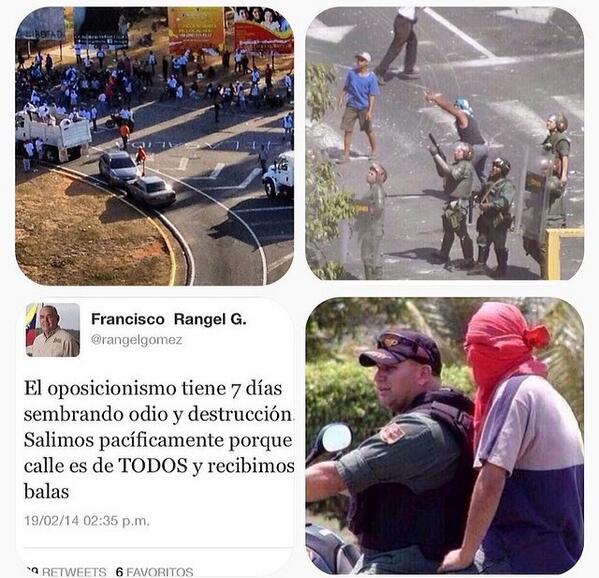 LIBERTAD
Francisco Rangel G.
@rangelgomez
El oposicionismo tiene 7 días
sembrando odio y destrucción
Salimos pacíficamente porque
calle es de TODOS y recibimos
balas
19/02/14 02:35 p.m.
RETWEETS 6 FAVORITOS